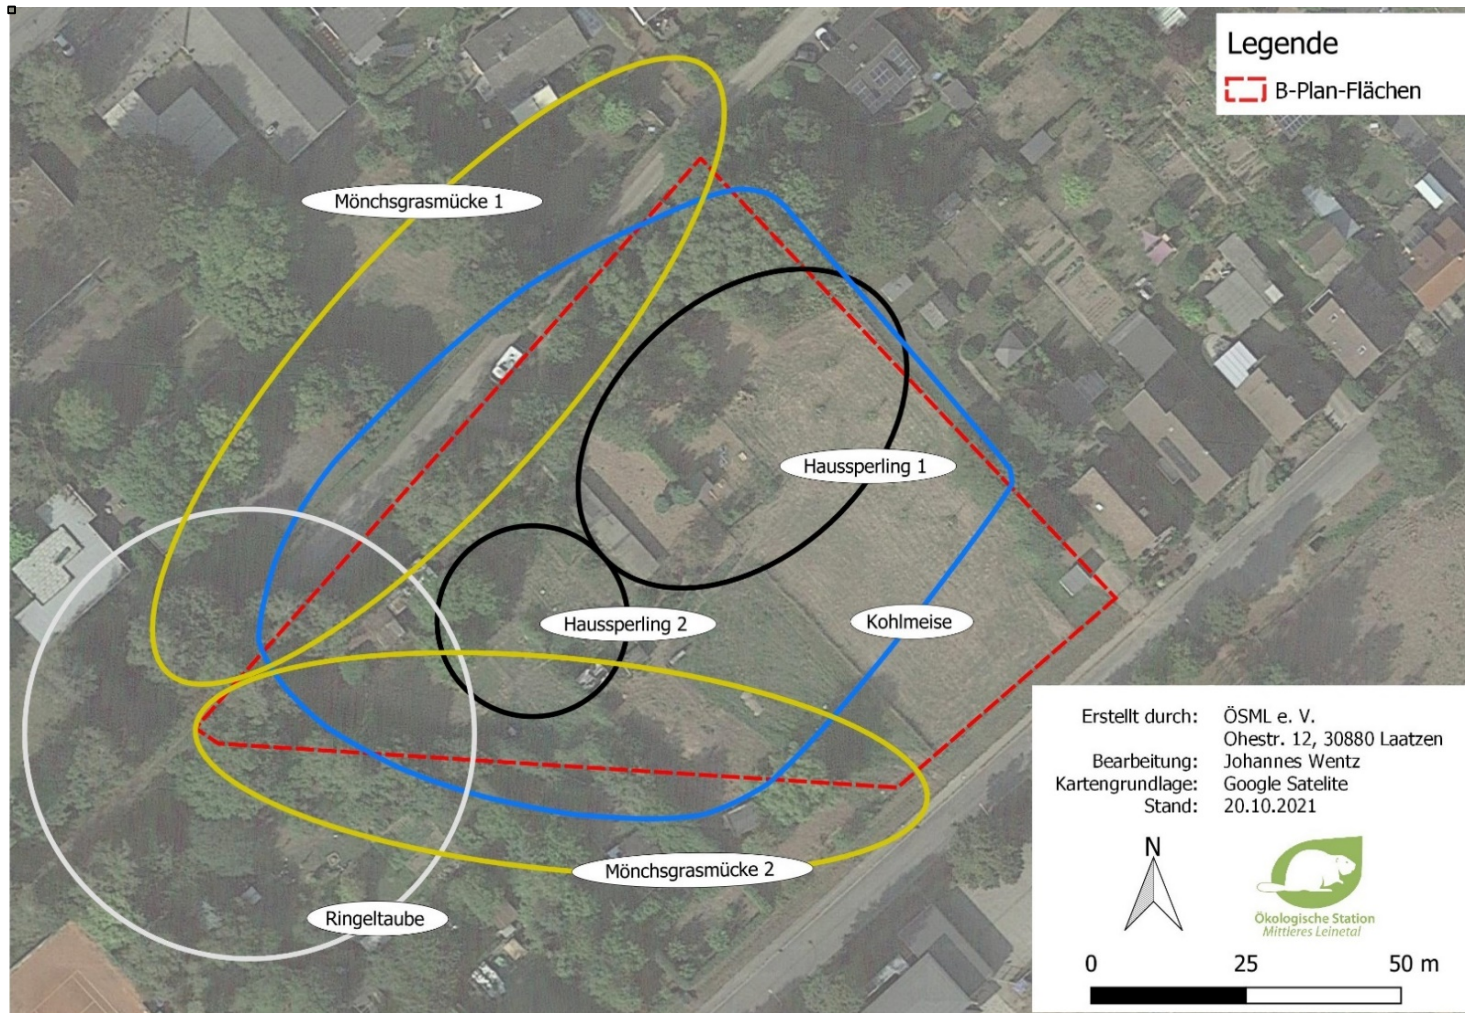 Legende
B-Plan-Flächen
Mönchsgrasmücke 1
Haussperling 1
Haussperling 2
Kohlmeise
Mönchsgrasmücke 2
Ringeltaube
Erstellt durch: ÖSML e. V.
Ohestr. 12, 30880 Laatzen
Bearbeitung: Johannes Wentz
Kartengrundlage: Google Satelite
Stand: 20.10.2021
N
Ökologische Station
Mittleres Leinetal
0 25 50 m